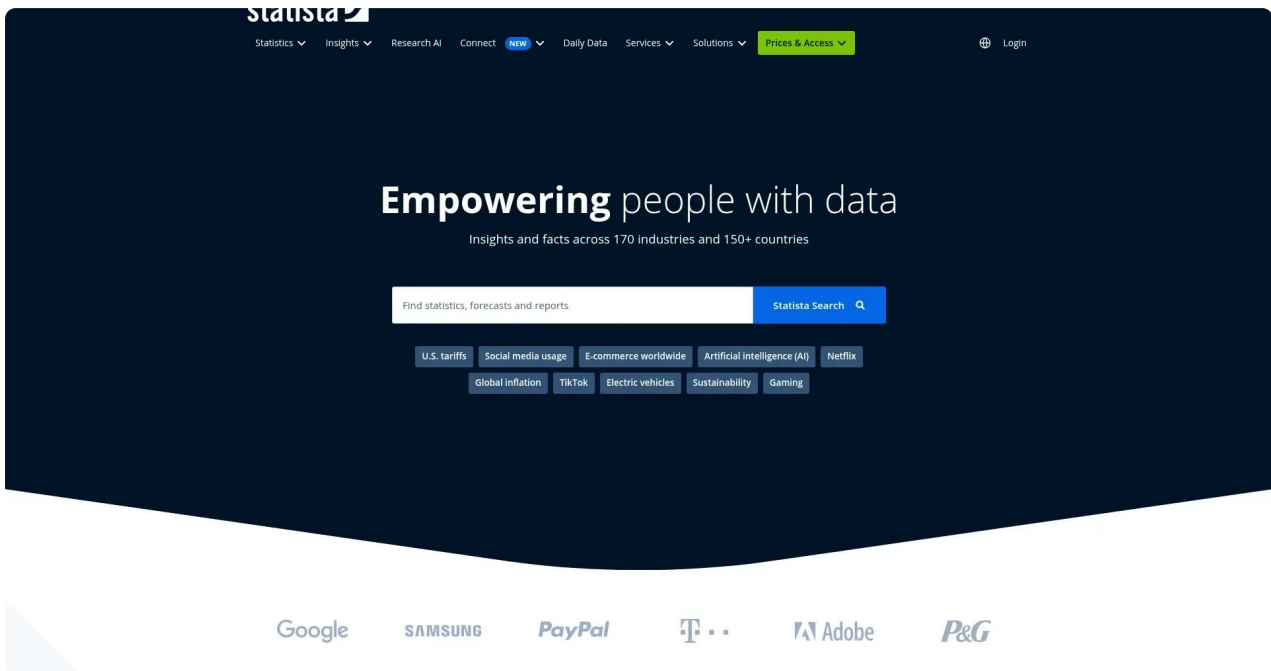 statista
Statistics Insights Research AI Connect NEW Daily Data Services Solutions Prices & Access Login
Empowering people with data
Insights and facts across 170 industries and 150+ countries
Find statistics, forecasts and reports Statista Search
U.S. tariffs Social media usage E-commerce worldwide Artificial intelligence (AI) Netflix
Global inflation TikTok Electric vehicles Sustainability Gaming
Google SAMSUNG PayPal T Adobe P&G